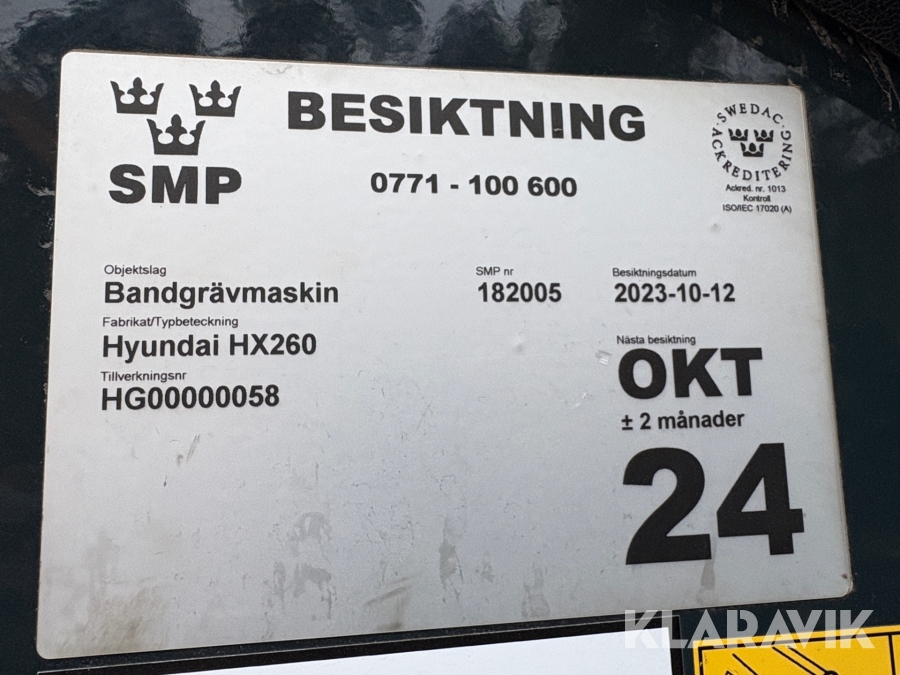 BESIKTNING
SMP
0771 - 100 600
SWEDAC
ACKREDITERING
Ackred. nr. 1013
Kontroll
ISO/IEC 17020 (A)
Objektslag
Bandgrävmaskin
SMP nr
182005
Besiktningsdatum
2023-10-12
Fabrikat/Typbeteckning
Hyundai HX260
Tillverkningsnr
HG00000058
Nästa besiktning
OKT
± 2 månader
24
KLARAVIK